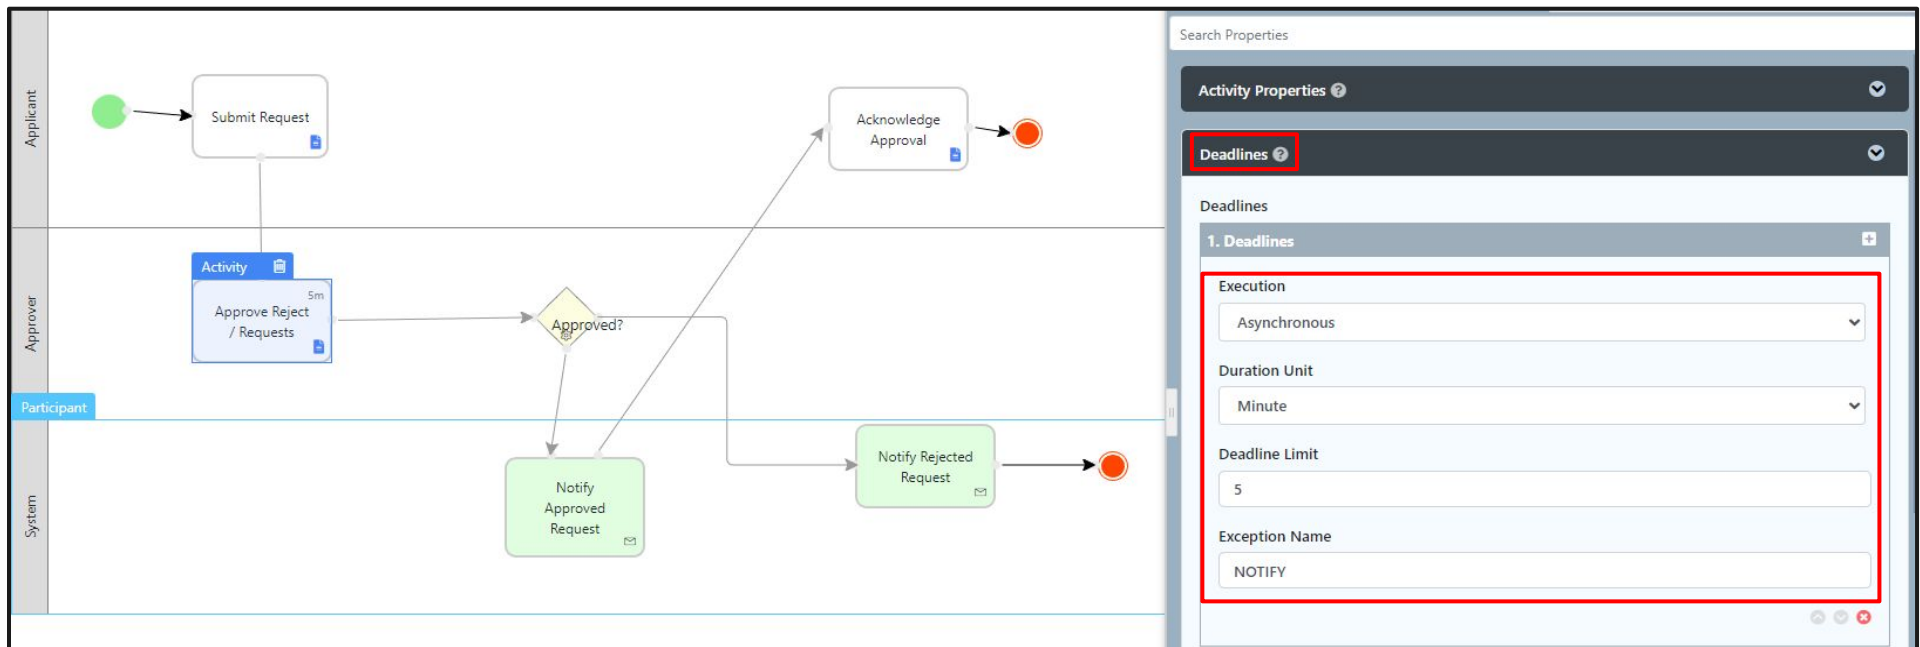 Applicant
Submit Request
Acknowledge
Approval
Approver
Activity
5m
Approve Reject
/ Requests
Approved?
Participant
System
Notify
Approved
Request
Notify Rejected
Request
Search Properties
Activity Properties ?
Deadlines ?
Deadlines
1. Deadlines
Execution
Asynchronous
Duration Unit
Minute
Deadline Limit
5
Exception Name
NOTIFY